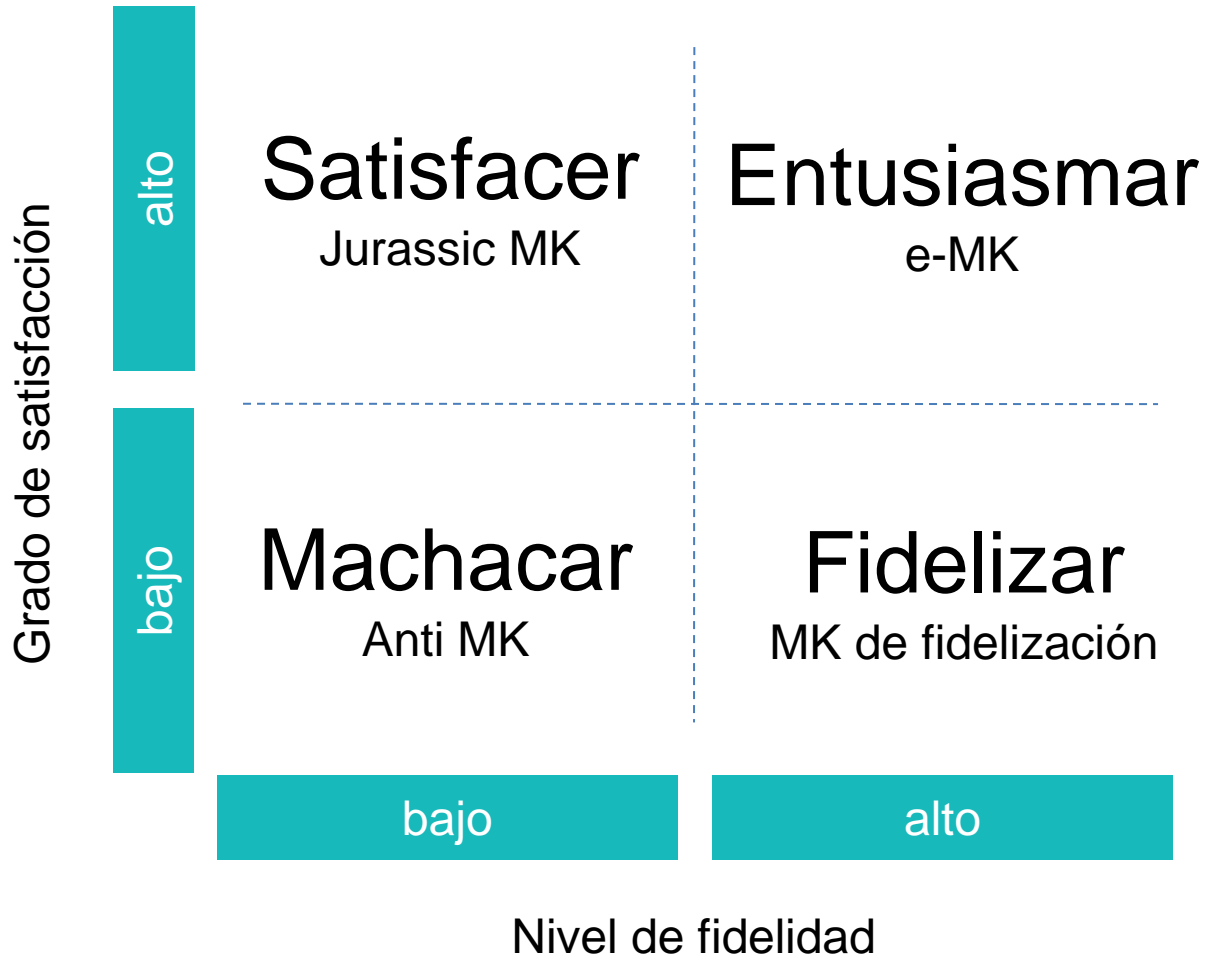 Grado de satisfacción
alto
Satisfacer
Jurassic MK
Entusiasmar
e-MK
bajo
Machacar
Anti MK
Fidelizar
MK de fidelización
bajo
alto
Nivel de fidelidad